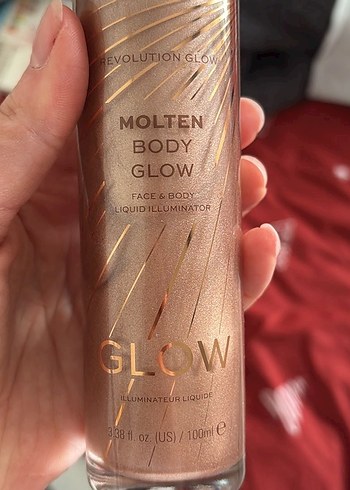 REVOLUTION GLOW
MOLTEN
BODY
GLOW
FACE & BODY
LIQUID ILLUMINATOR
GLOW
ILLUMINATEUR LIQUIDE
3.38 fl. oz. (US) / 100ml ℮